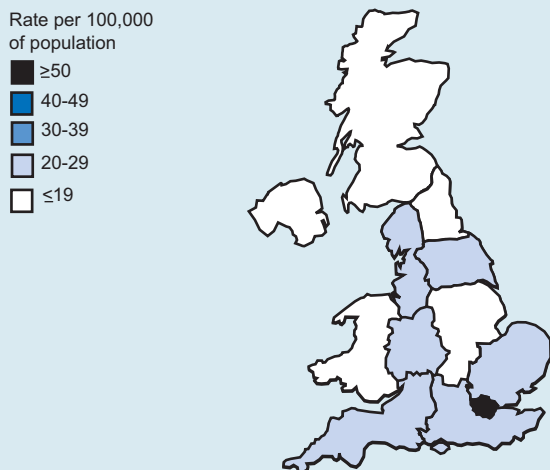 Rate per 100,000
of population
≥50
40-49
30-39
20-29
≤19